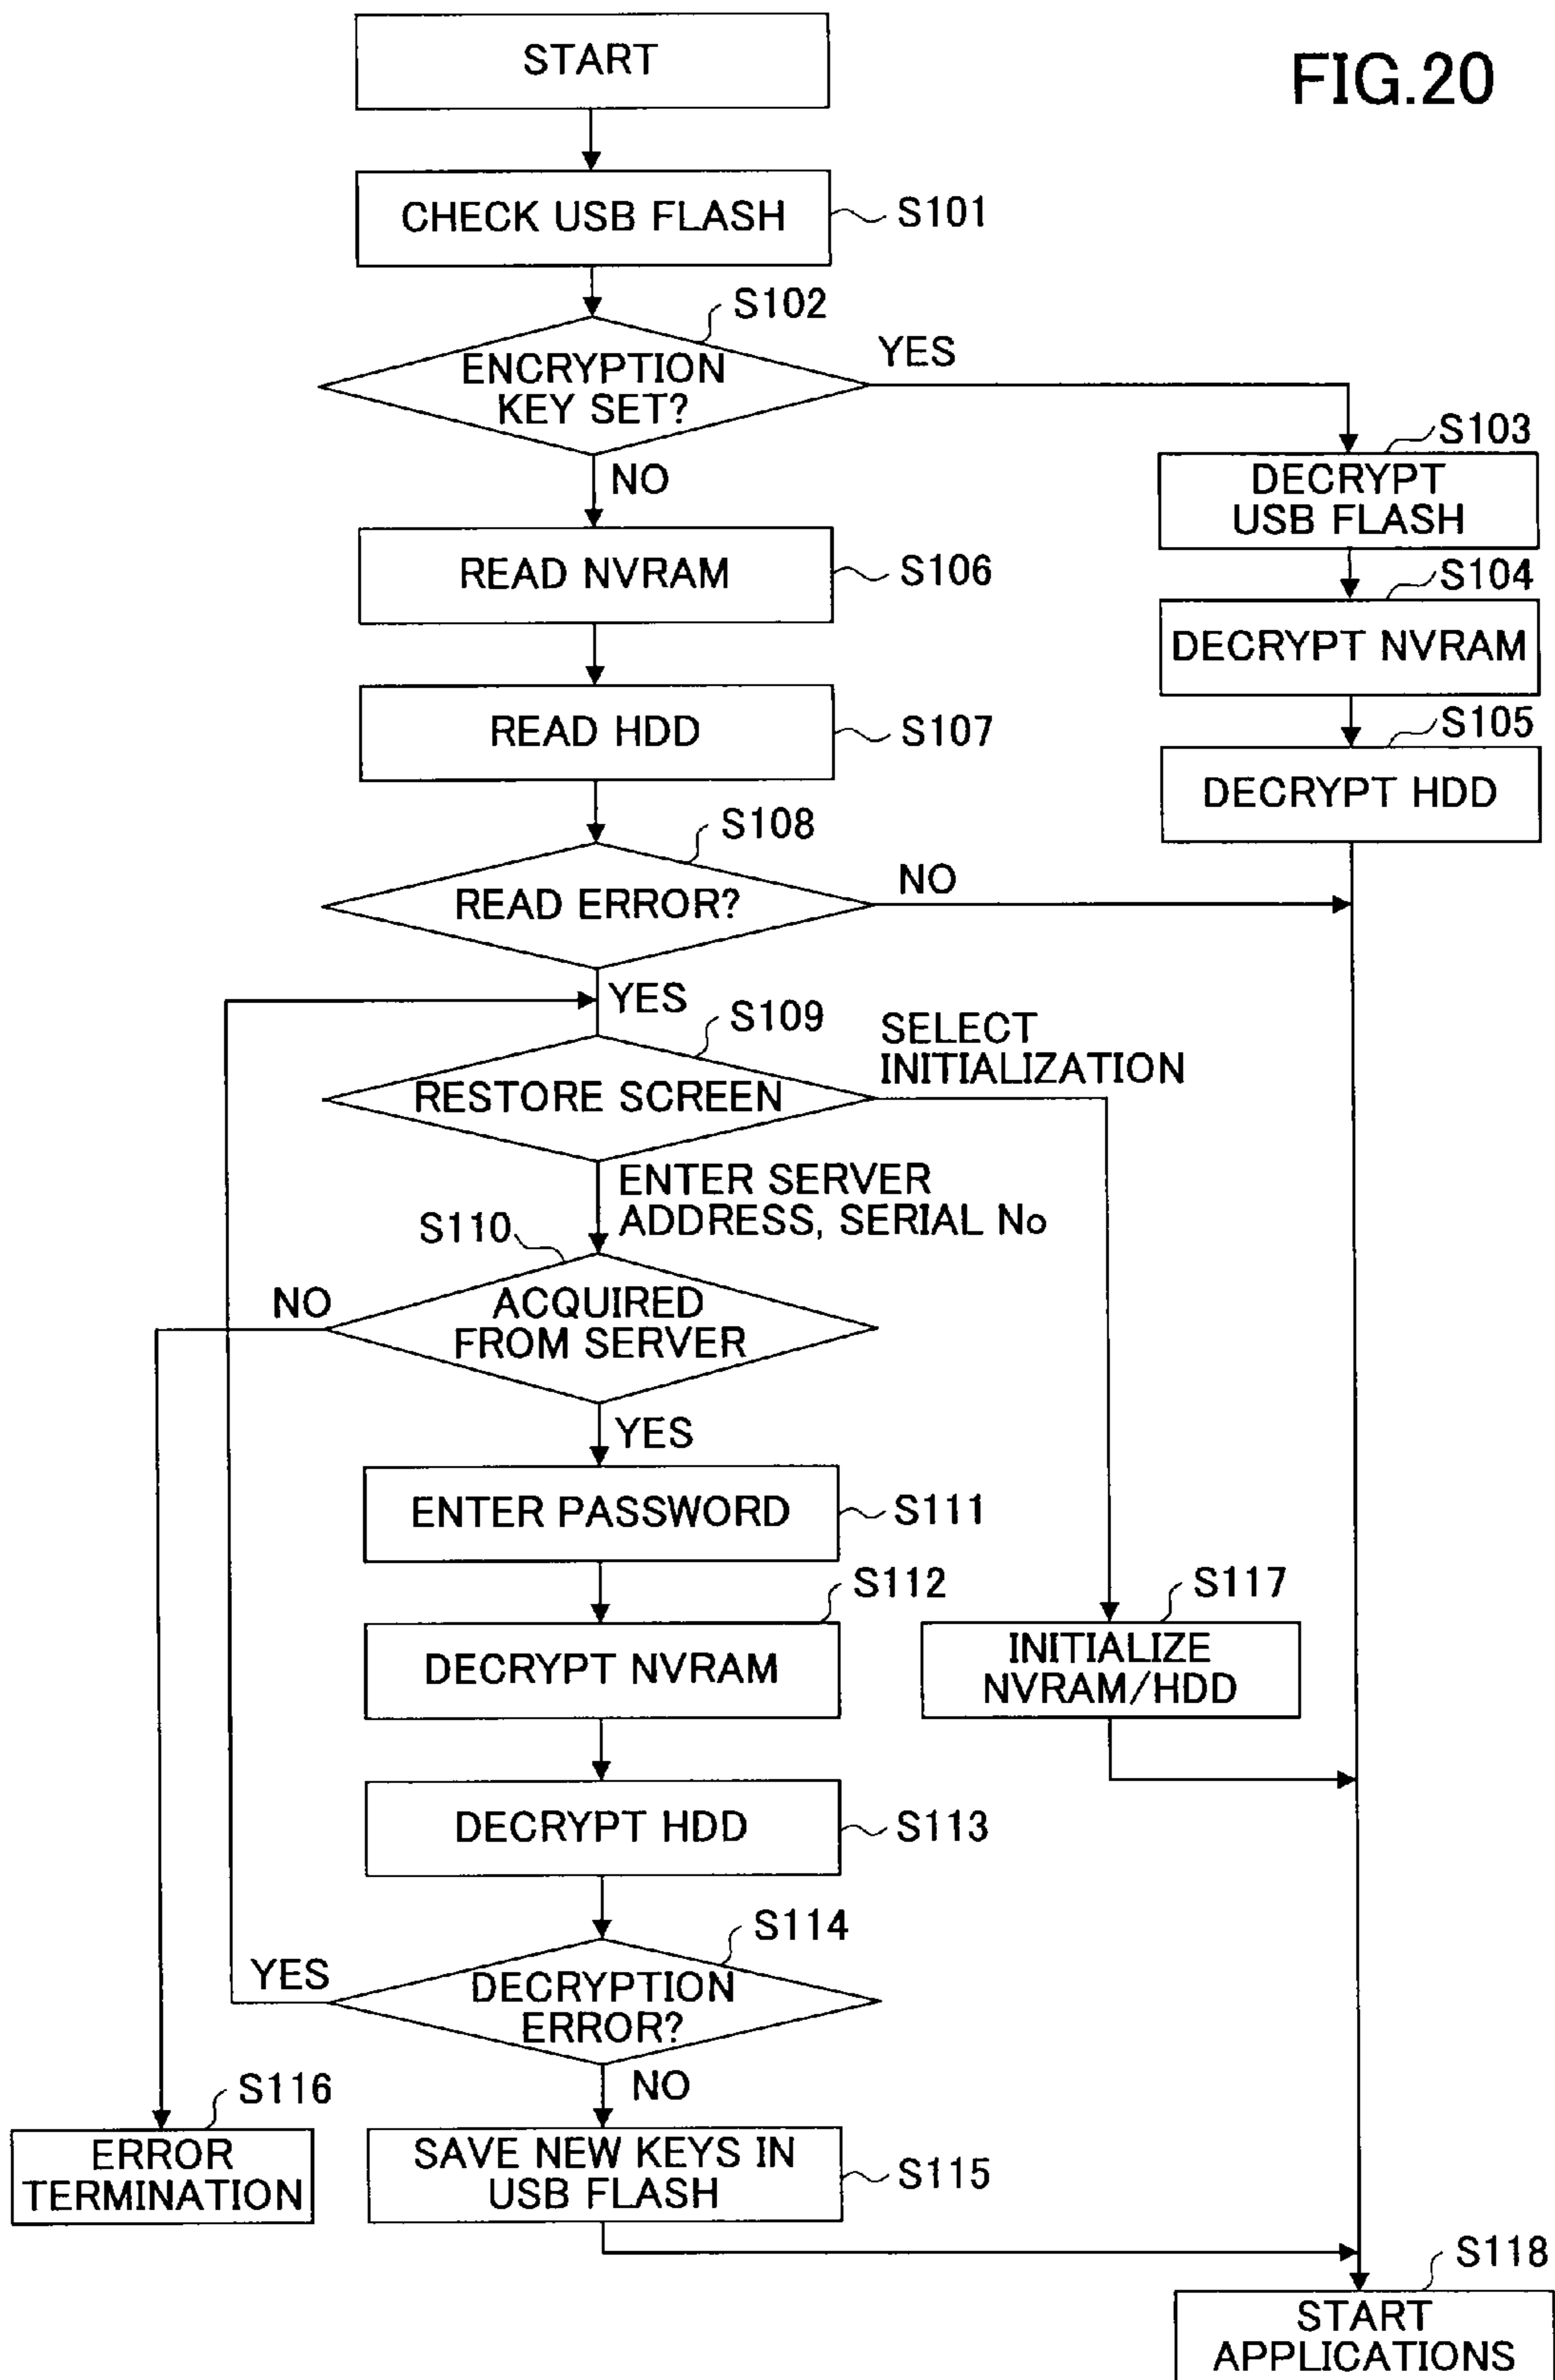 FIG.20
START
CHECK USB FLASH
S101
S102
ENCRYPTION
KEY SET?
YES
NO
S103
DECRYPT
USB FLASH
S104
DECRYPT NVRAM
S105
DECRYPT HDD
READ NVRAM
S106
READ HDD
S107
S108
READ ERROR?
NO
YES
S109
RESTORE SCREEN
SELECT
INITIALIZATION
ENTER SERVER
ADDRESS, SERIAL No
S110
ACQUIRED
FROM SERVER
NO
YES
ENTER PASSWORD
S111
S112
DECRYPT NVRAM
S117
INITIALIZE
NVRAM/HDD
DECRYPT HDD
S113
S114
DECRYPTION
ERROR?
YES
NO
S116
ERROR
TERMINATION
SAVE NEW KEYS IN
USB FLASH
S115
S118
START
APPLICATIONS